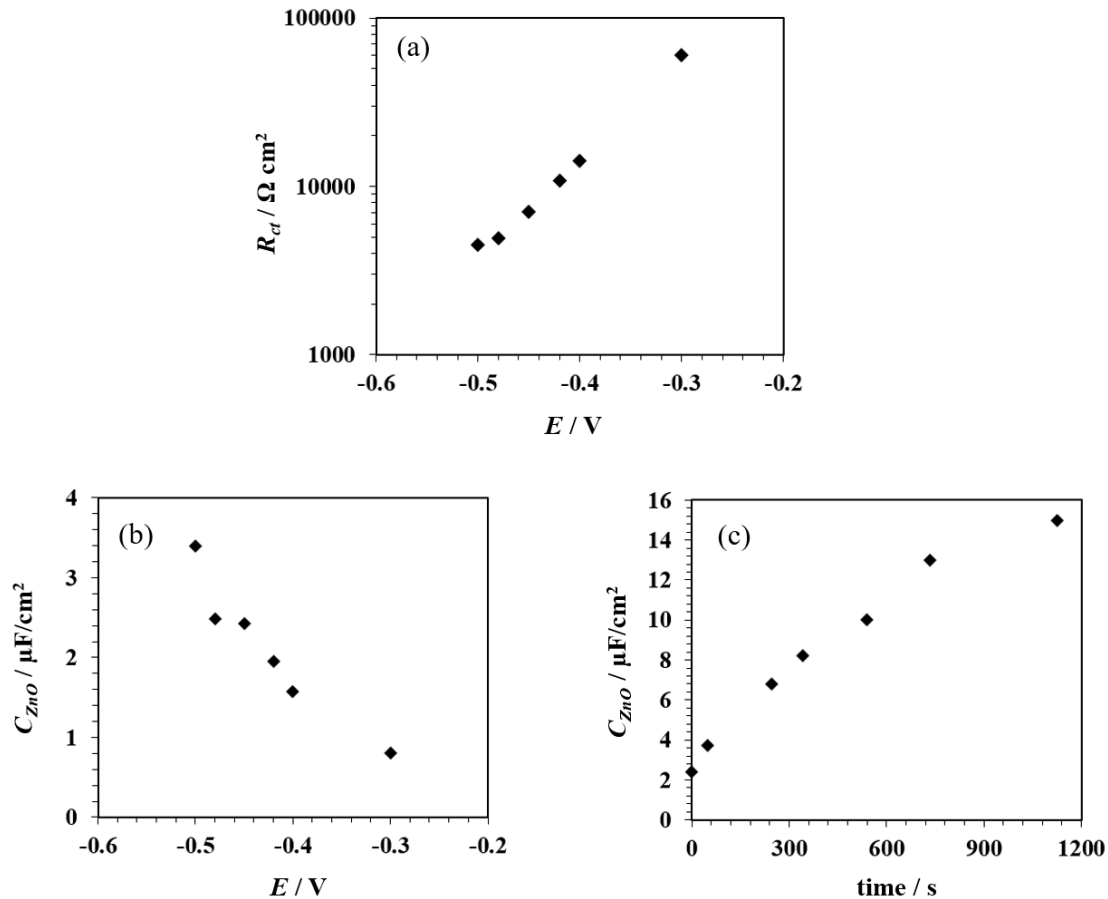 (a)
100000
10000
1000
R_ct / Ω cm²
-0.6 -0.5 -0.4 -0.3 -0.2
E / V
(b)
4
3
2
1
0
C_ZnO / µF/cm²
-0.6 -0.5 -0.4 -0.3 -0.2
E / V
(c)
16
14
12
10
8
6
4
2
0
C_ZnO / µF/cm²
0 300 600 900 1200
time / s